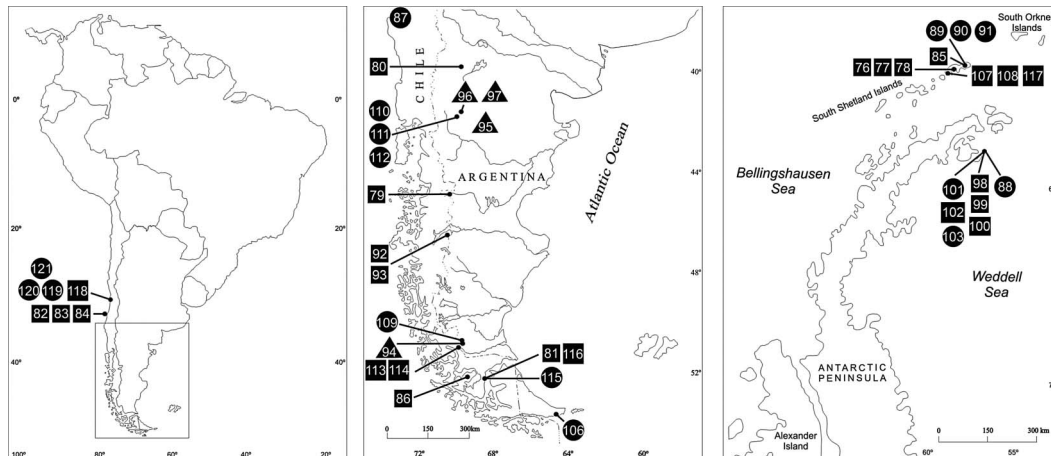 0°
20°
40°
100°
80°
60°
40°
20°
0°
20°
40°
121
120 119 118
82 83 84
87
CHILE
80
96 97
95
110
111
112
ARGENTINA
Atlantic Ocean
79
92
93
109
94
113 114
86
81 116
115
106
40°
44°
48°
52°
72°
68°
64°
60°
0 150 300km
South Orkney
Islands
89 90 91
85
76 77 78
107 108 117
South Shetland Islands
Bellingshausen
Sea
101 98 88
102 99
103 100
Weddell
Sea
ANTARCTIC
PENINSULA
Alexander
Island
0 150 300km
60°
55°